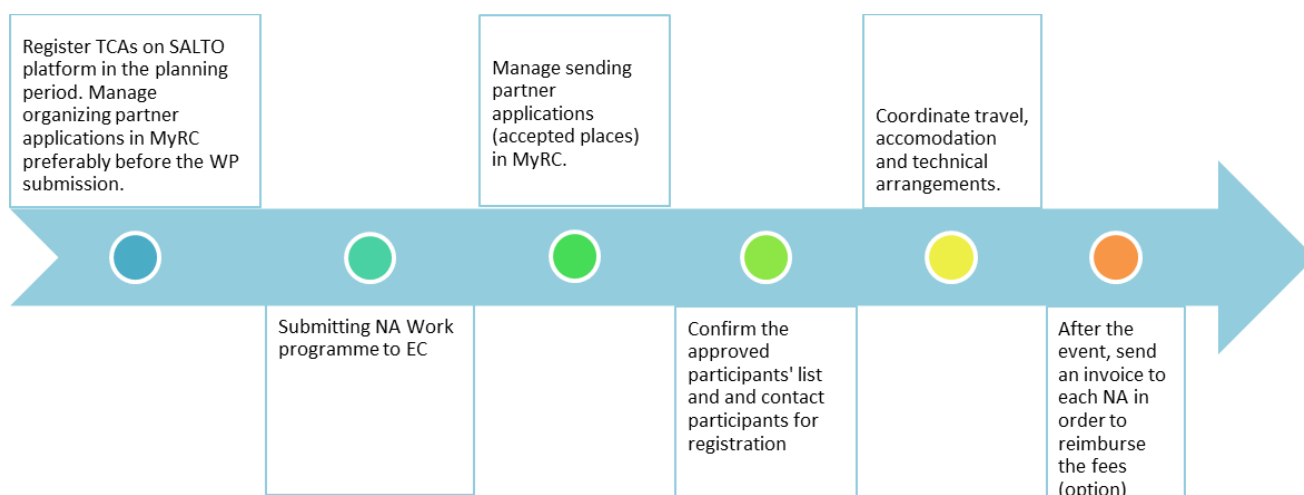 Register TCAs on SALTO
platform in the planning
period. Manage
organizing partner
applications in MyRC
preferably before the WP
submission.
Submitting NA Work
programme to EC
Manage sending
partner
applications
(accepted places)
in MyRC.
Confirm the
approved
participants' list
and and contact
participants for
registration
Coordinate travel,
accomodation
and technical
arrangements.
After the
event, send
an invoice to
each NA in
order to
reimburse
the fees
(option)